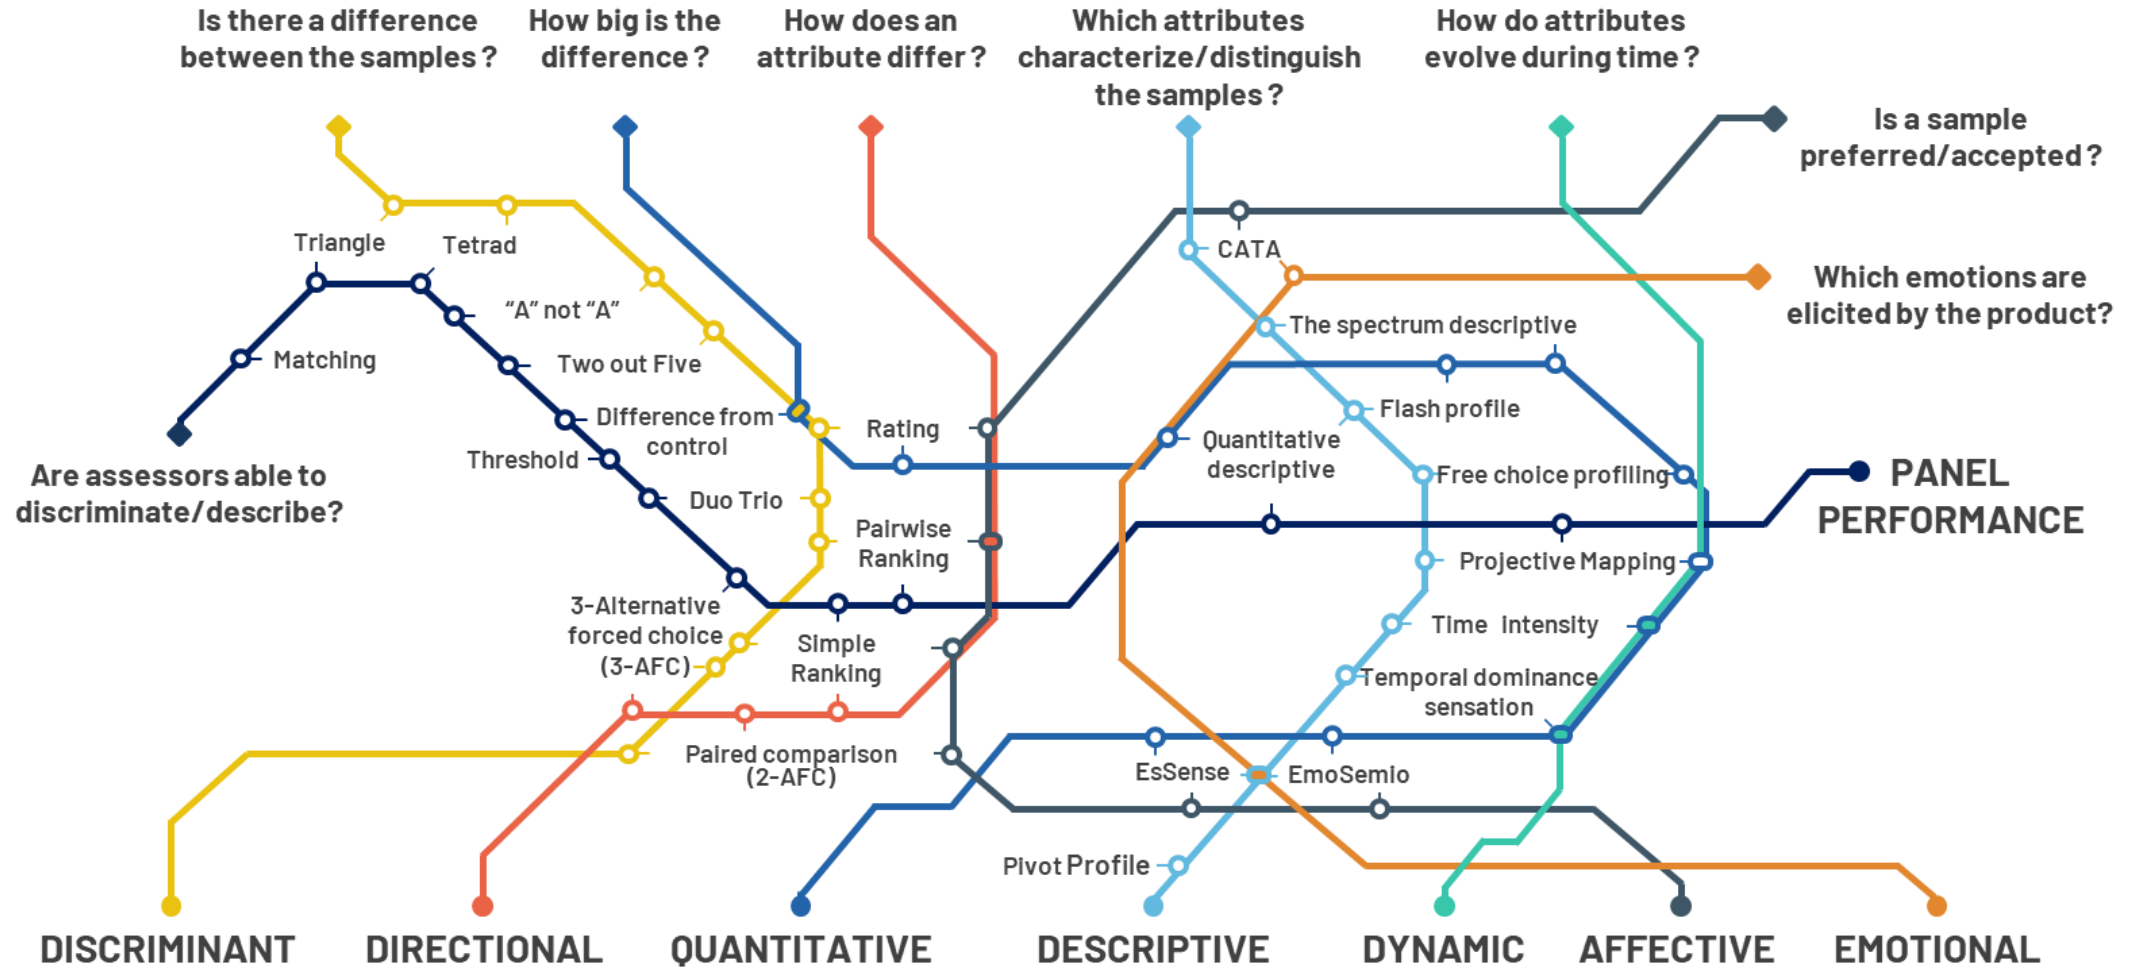 Is there a difference
between the samples ?
How big is the
difference ?
How does an
attribute differ ?
Which attributes
characterize/distinguish
the samples ?
How do attributes
evolve during time ?
Is a sample
preferred/accepted ?
Triangle
Tetrad
CATA
Which emotions are
elicited by the product?
"A" not "A"
The spectrum descriptive
Matching
Two out Five
Flash profile
Difference from
control
Rating
Quantitative
descriptive
Threshold
Free choice profiling
Are assessors able to
discriminate/describe?
PANEL
PERFORMANCE
Duo Trio
Pairwise
Ranking
Projective Mapping
3-Alternative
forced choice
(3-AFC)
Simple
Ranking
Time intensity
Temporal dominance
sensation
Paired comparison
(2-AFC)
EsSense
EmoSemio
Pivot Profile
DISCRIMINANT
DIRECTIONAL
QUANTITATIVE
DESCRIPTIVE
DYNAMIC
AFFECTIVE
EMOTIONAL